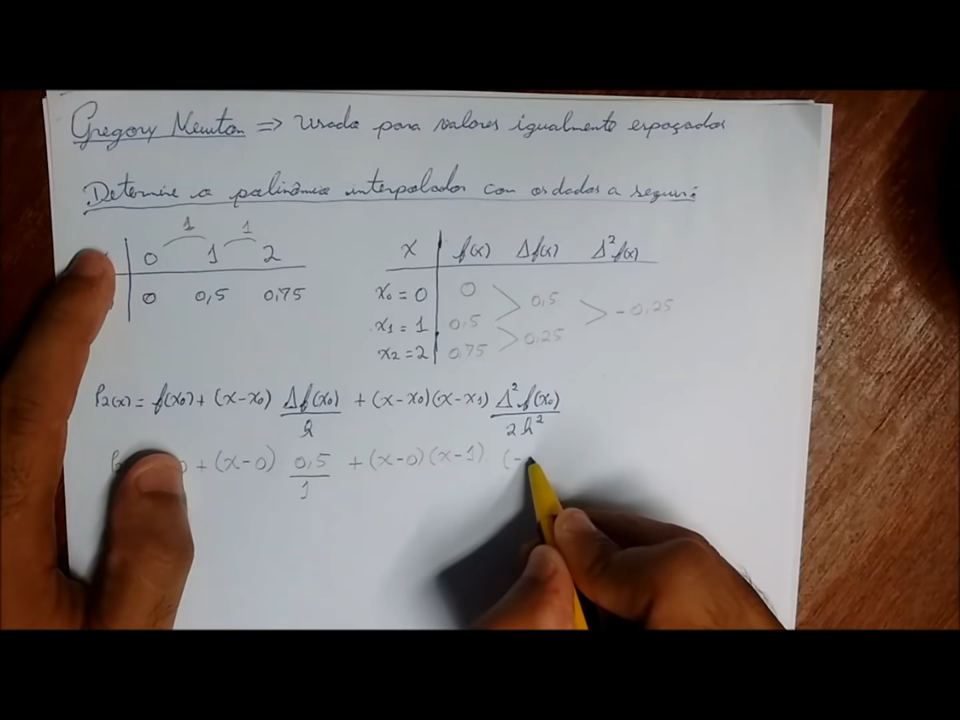 Gregory Newton => Usada para valores igualmente espaçados
Determine o polinômio interpolador con os dados a seguir:
1 1
0 1 2
0 0,5 0,75
x f(x) Δf(x) Δ²f(x)
x₀ = 0 0 0,5 -0,25
x₁ = 1 0,5 0,25
x₂ = 2 0,75
P₂(x) = f(x₀) + (x-x₀) Δf(x₀)/h + (x-x₀)(x-x₁) Δ²f(x₀)/2h²
+ (x-0) 0,5/1 + (x-0)(x-1) (-